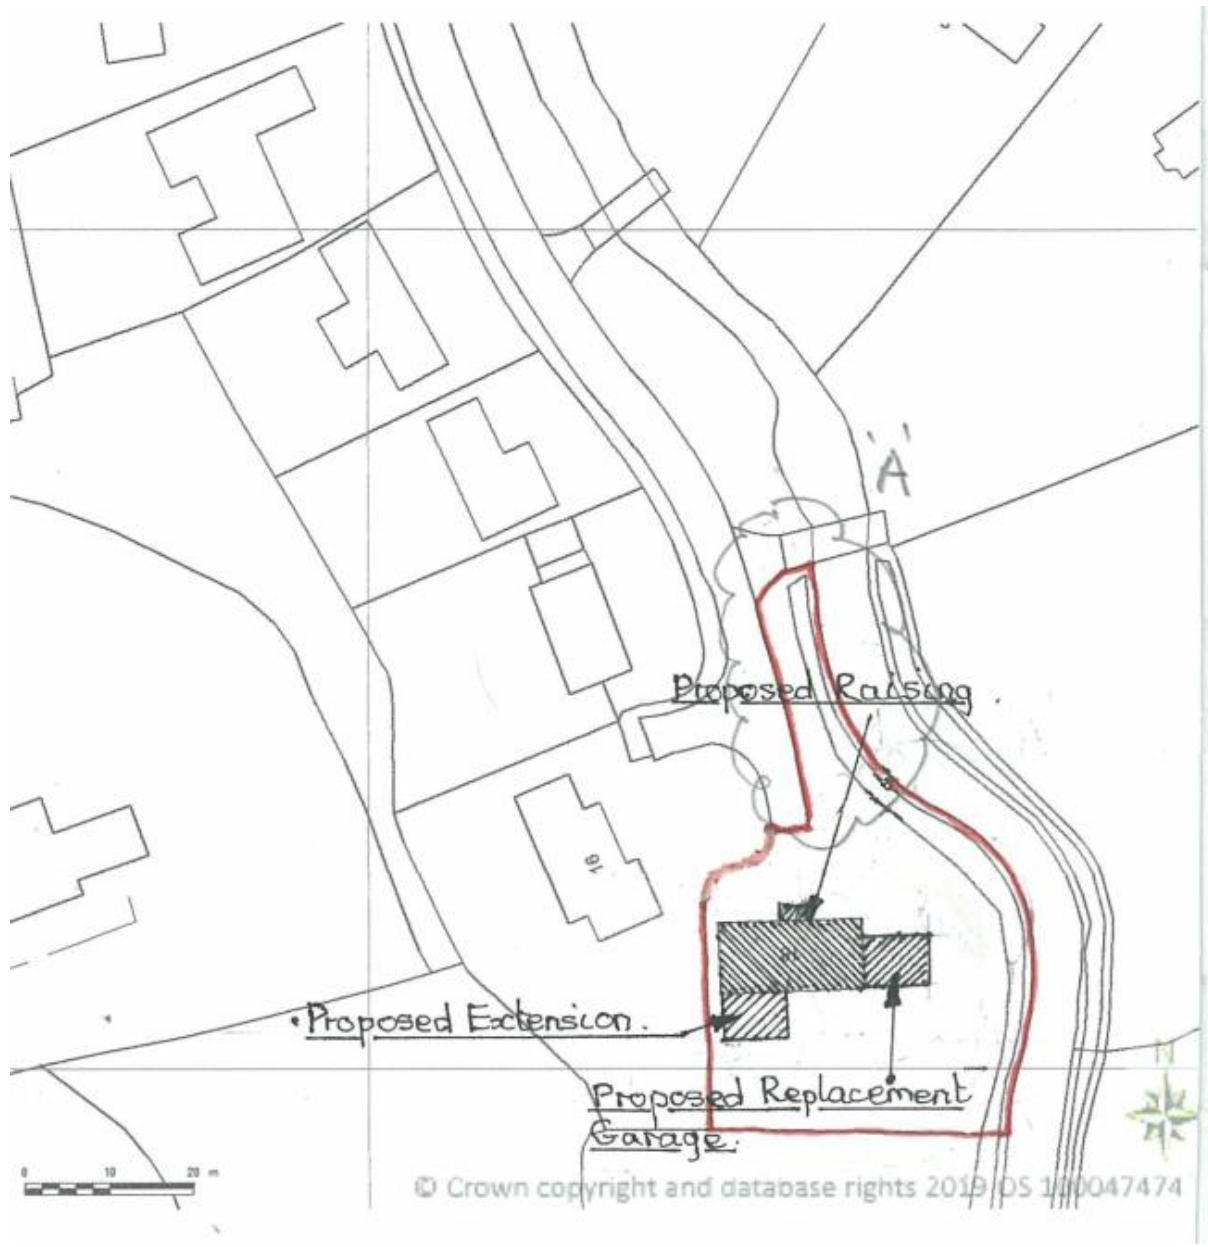 'A'
Proposed Raising
16
Proposed Extension.
Proposed Replacement
Garage.
N
0 10 20 m
© Crown copyright and database rights 2019 OS 100047474